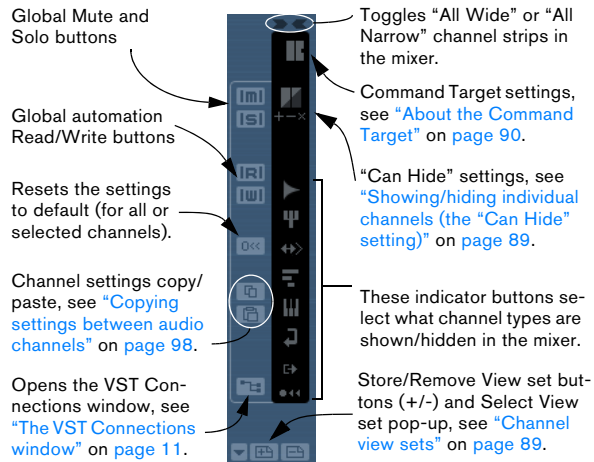 Global Mute and
Solo buttons
Global automation
Read/Write buttons
Resets the settings
to default (for all or
selected channels).
Channel settings copy/
paste, see “Copying
settings between audio
channels” on page 98.
Opens the VST Con-
nections window, see
“The VST Connections
window” on page 11.
|m|
|s|
|R|
|W|
0<<
+−×
Toggles “All Wide” or “All
Narrow” channel strips in
the mixer.
Command Target settings,
see “About the Command
Target” on page 90.
“Can Hide” settings, see
“Showing/hiding individual
channels (the “Can Hide”
setting)” on page 89.
These indicator buttons se-
lect what channel types are
shown/hidden in the mixer.
Store/Remove View set but-
tons (+/-) and Select View
set pop-up, see “Channel
view sets” on page 89.